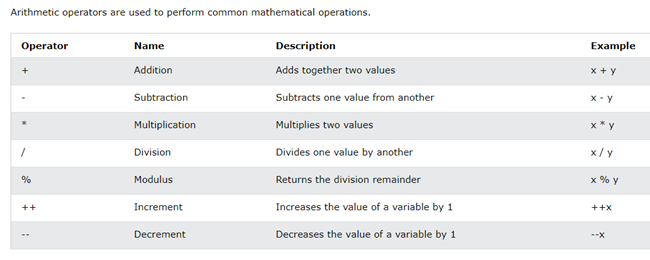 Arithmetic operators are used to perform common mathematical operations.
Operator Name Description Example
+ Addition Adds together two values x + y
- Subtraction Subtracts one value from another x - y
* Multiplication Multiplies two values x * y
/ Division Divides one value by another x / y
% Modulus Returns the division remainder x % y
++ Increment Increases the value of a variable by 1 ++x
-- Decrement Decreases the value of a variable by 1 --x